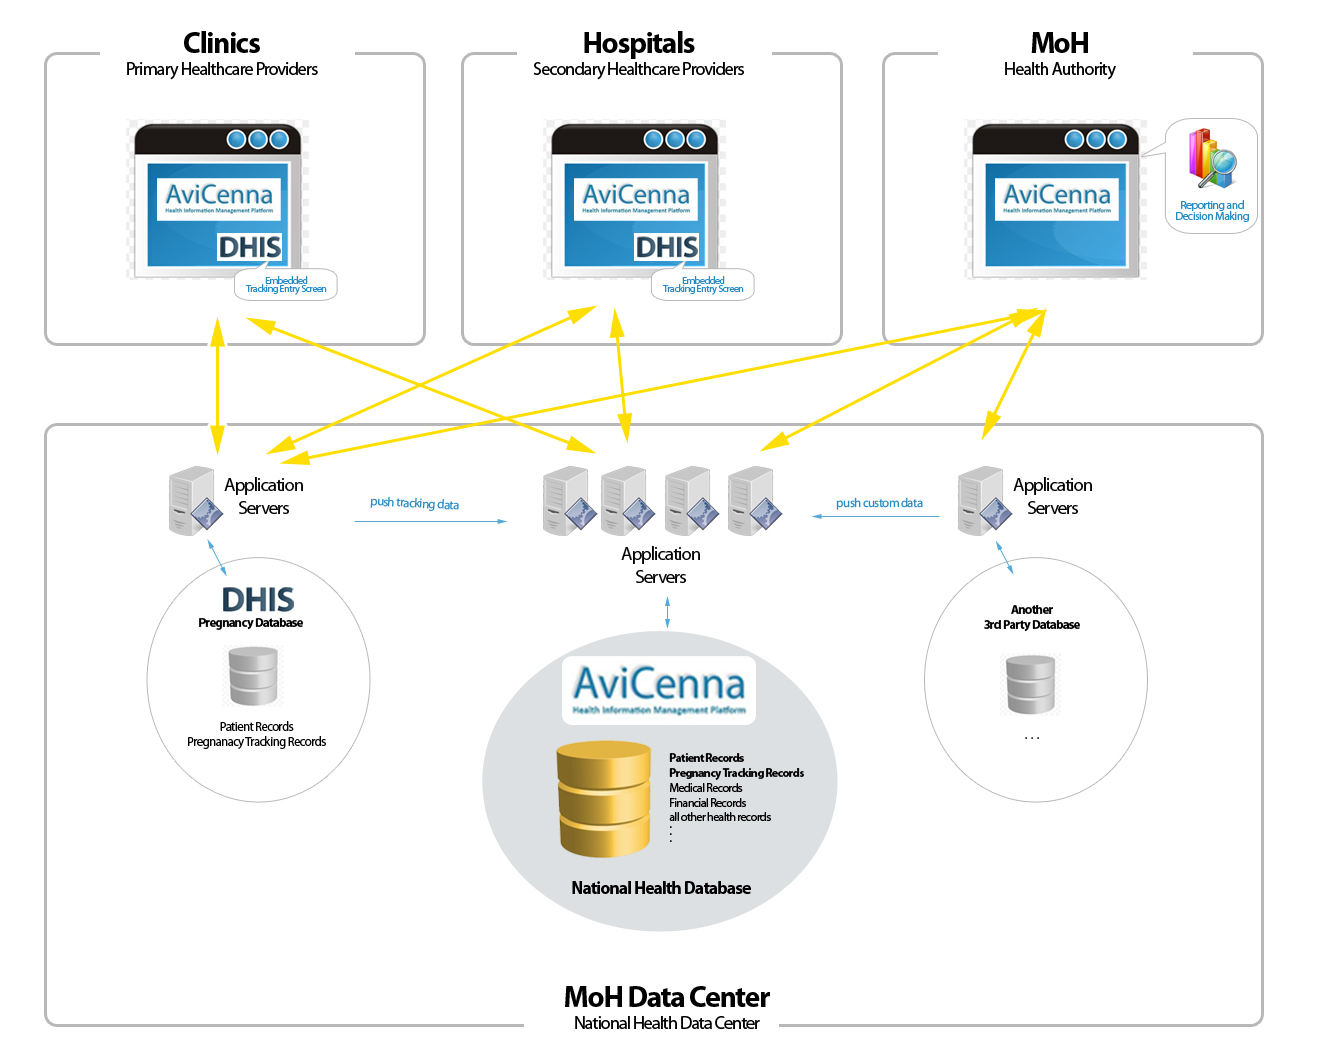 Clinics
Primary Healthcare Providers
Hospitals
Secondary Healthcare Providers
MoH
Health Authority
AviCenna
Health Information Management Platform
DHIS
Embedded
Tracking Entry Screen
AviCenna
Health Information Management Platform
DHIS
Embedded
Tracking Entry Screen
AviCenna
Health Information Management Platform
Reporting and
Decision Making
Application
Servers
push tracking data
Application
Servers
push custom data
Application
Servers
DHIS
Pregnancy Database
Patient Records
Pregnanacy Tracking Records
AviCenna
Health Information Management Platform
Patient Records
Pregnancy Tracking Records
Medical Records
Financial Records
all other health records
.
.
.
National Health Database
Another
3rd Party Database
. . .
MoH Data Center
National Health Data Center